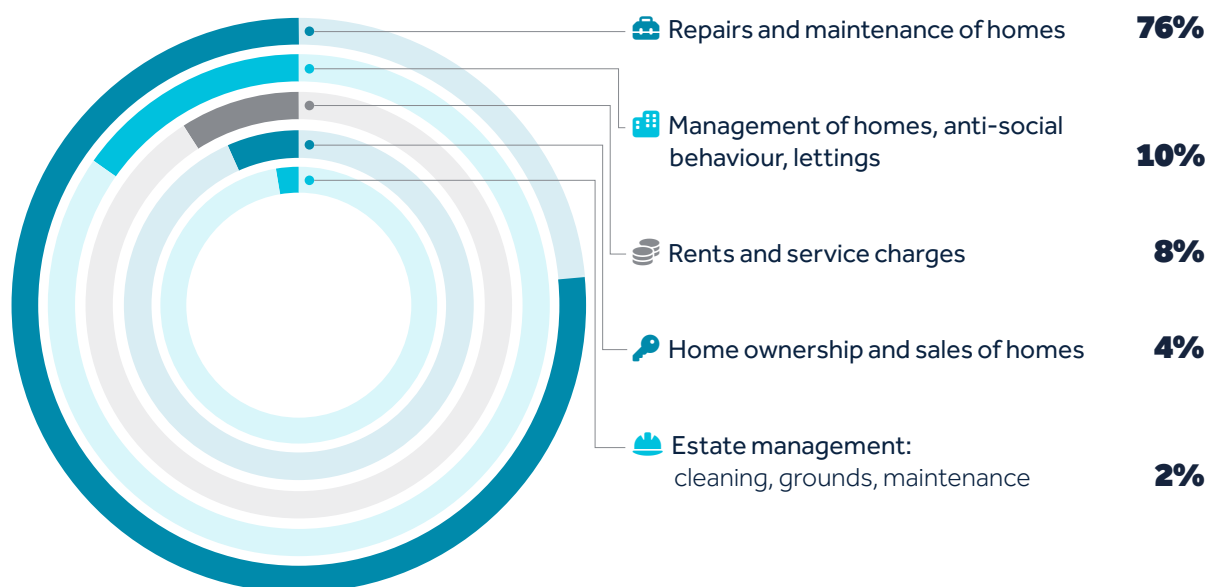 Repairs and maintenance of homes 76%
Management of homes, anti-social
behaviour, lettings 10%
Rents and service charges 8%
Home ownership and sales of homes 4%
Estate management:
cleaning, grounds, maintenance 2%